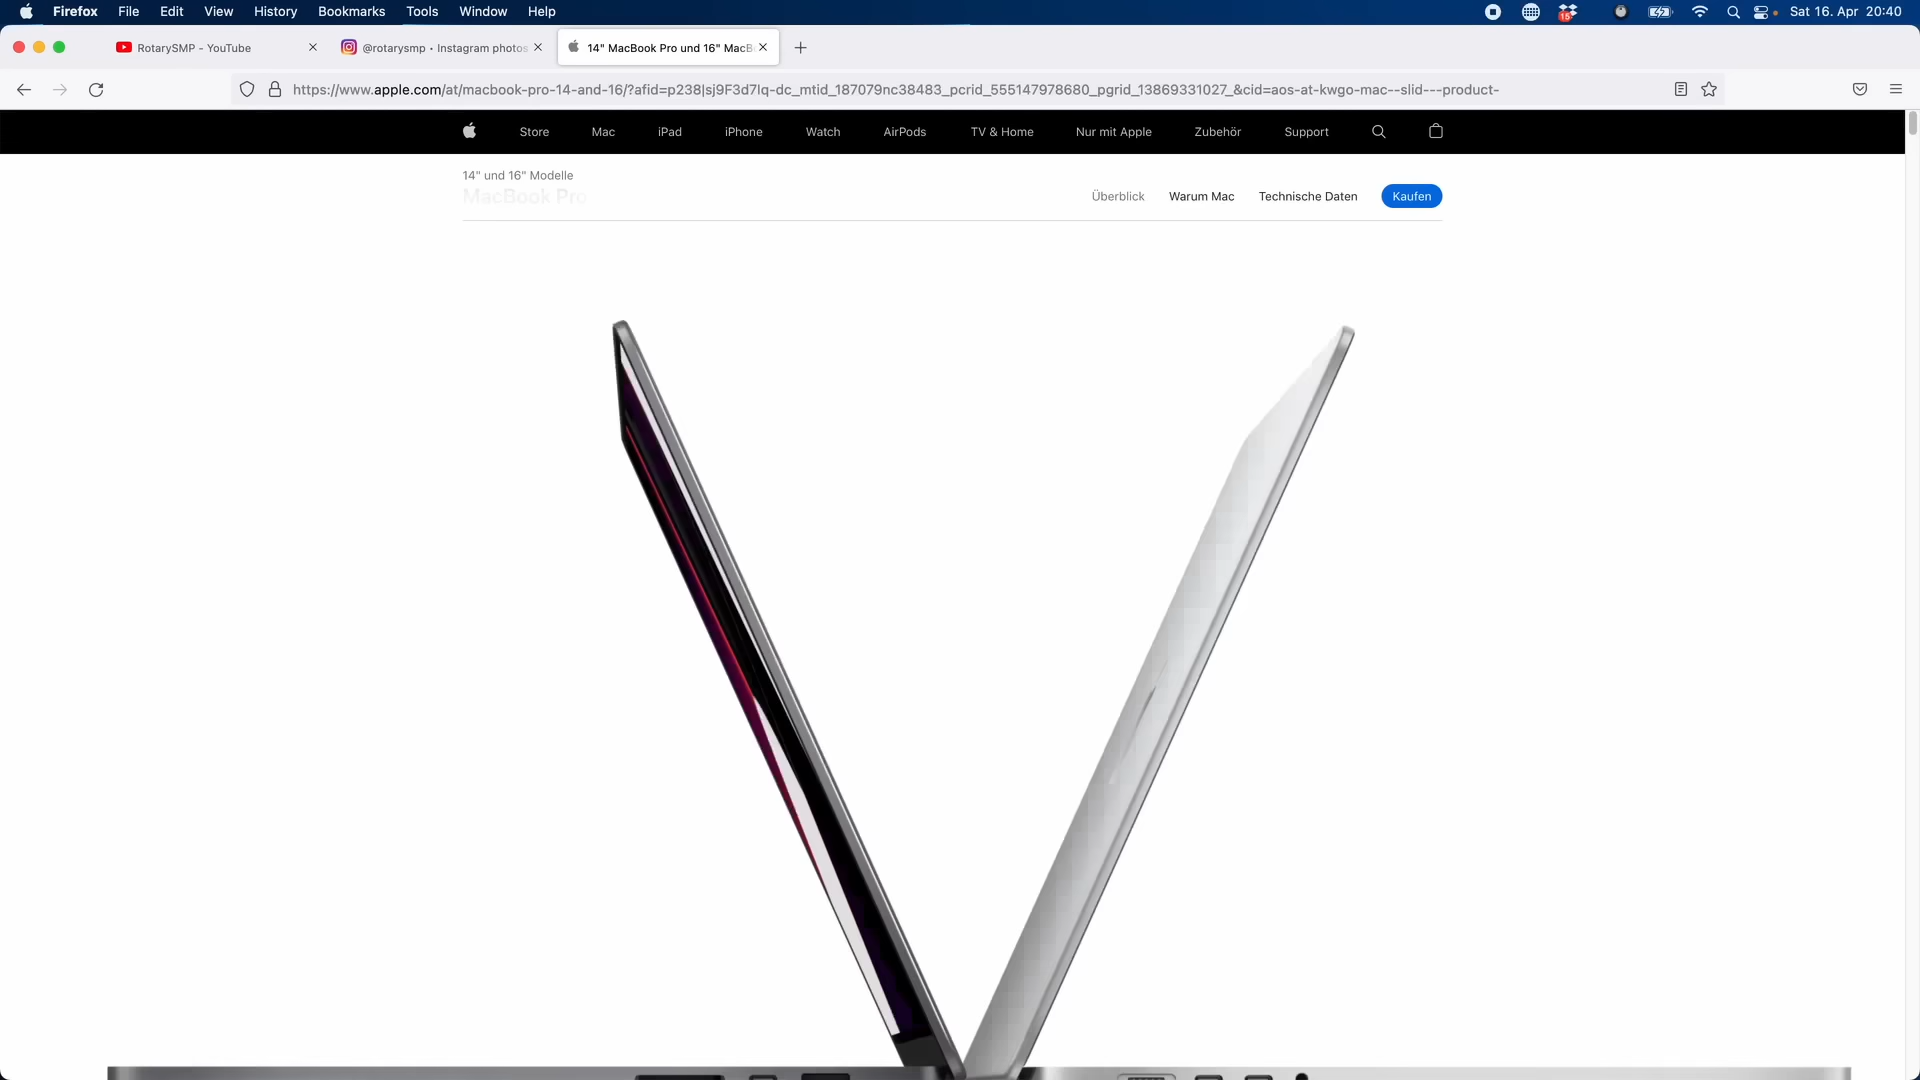 Firefox File Edit View History Bookmarks Tools Window Help 15 Sat 16. Apr 20:40
RotarySMP - YouTube @rotarysmp • Instagram photos 14" MacBook Pro und 16" MacB
https://www.apple.com/at/macbook-pro-14-and-16/?afid=p238|sj9F3d7lq-dc_mtid_187079nc38483_pcrid_555147978680_pgrid_13869331027_&cid=aos-at-kwgo-mac--slid---product-
Store Mac iPad iPhone Watch AirPods TV & Home Nur mit Apple Zubehör Support
14" und 16" Modelle
MacBook Pro
Überblick Warum Mac Technische Daten Kaufen